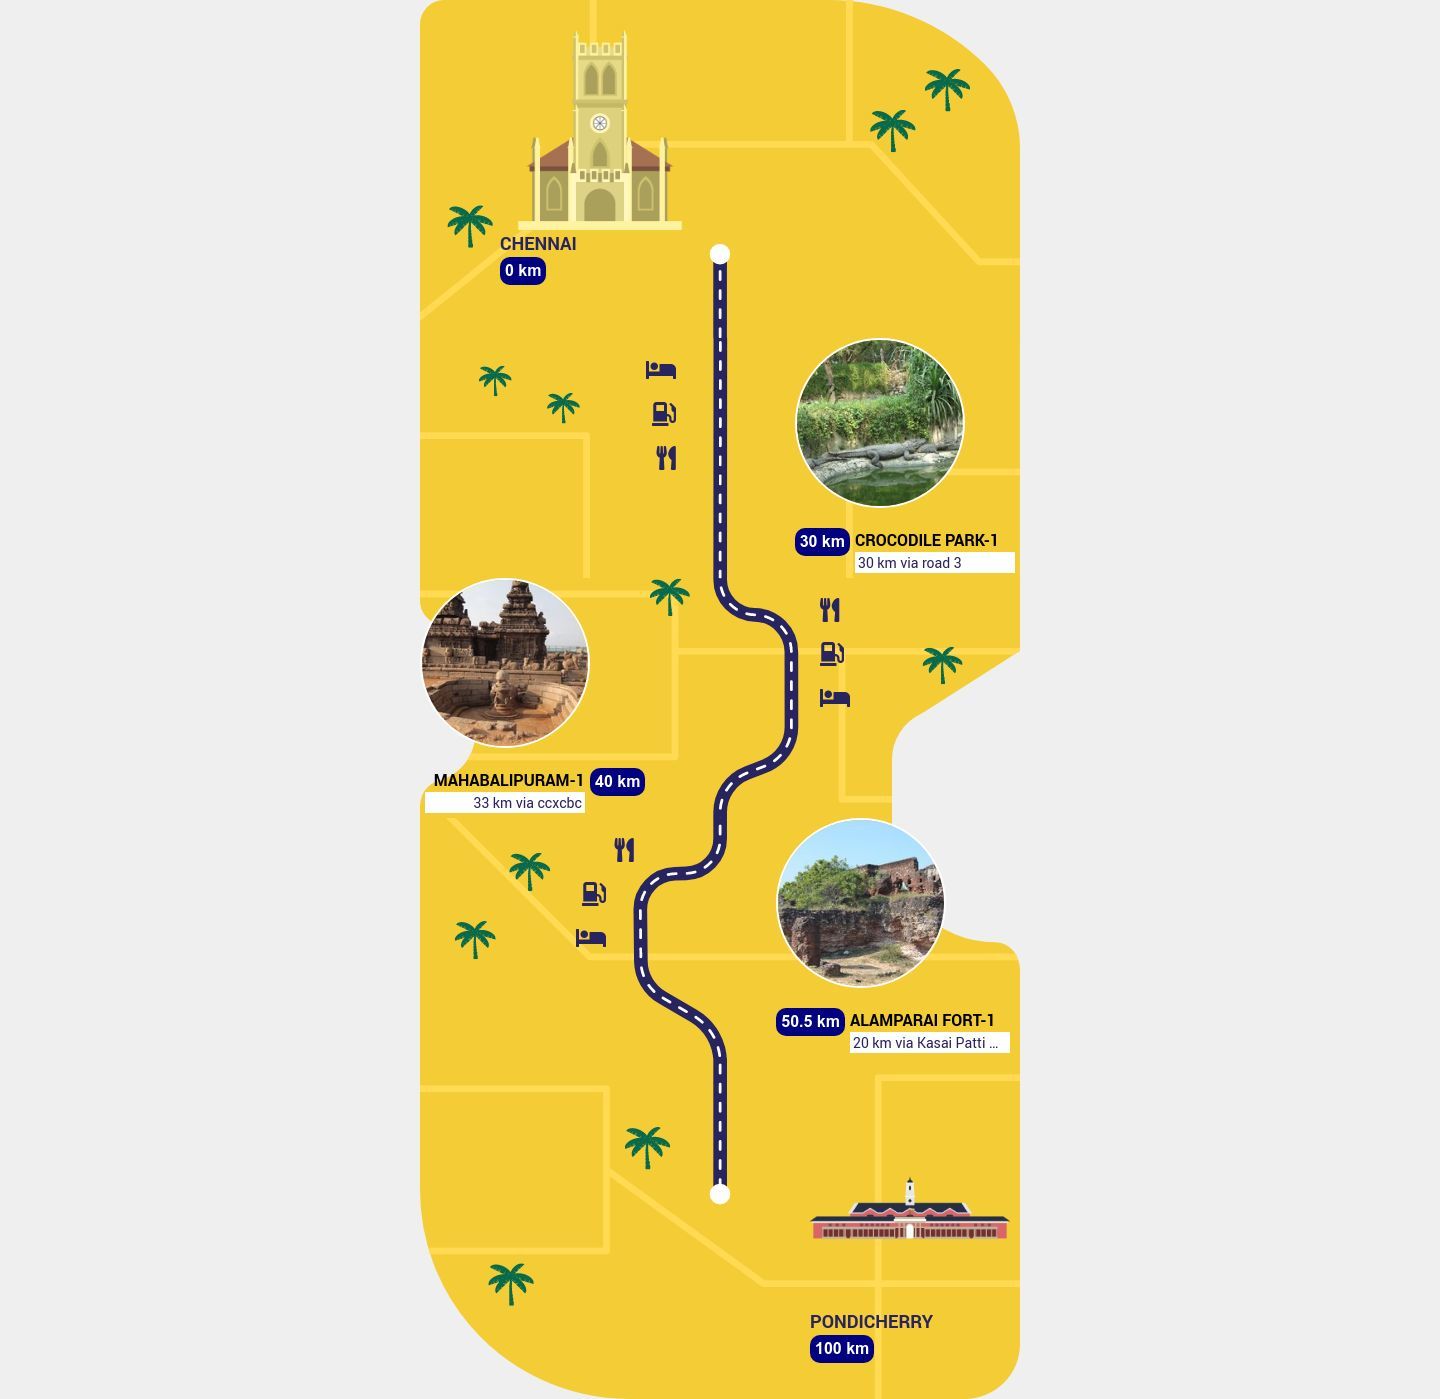 CHENNAI
0 km
30 km CROCODILE PARK-1
30 km via road 3
MAHABALIPURAM-1 40 km
33 km via ccxcbc
50.5 km ALAMPARAI FORT-1
20 km via Kasai Patti ...
PONDICHERRY
100 km